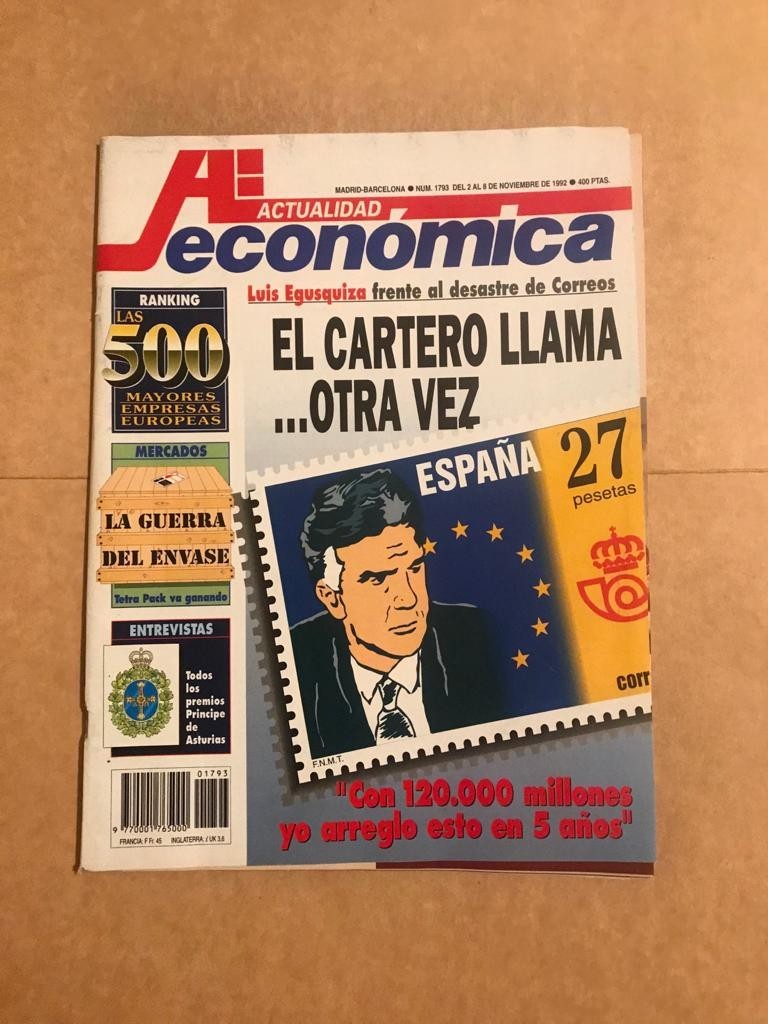 A
MADRID-BARCELONA ● NUM. 1793 DEL 2 AL 8 DE NOVIEMBRE DE 1992 ● 400 PTAS.
ACTUALIDAD
económica
Luis Egusquiza frente al desastre de Correos
EL CARTERO LLAMA
...OTRA VEZ
RANKING
LAS
500
MAYORES
EMPRESAS
EUROPEAS
MERCADOS
LA GUERRA
DEL ENVASE
Tetra Pack va ganando
ENTREVISTAS
Todos
los
premios
Principe
de
Asturias
01793
9 770001 765000
FRANCIA: F Fr. 45 INGLATERRA: £ UK 3,6
ESPAÑA
27
pesetas
corr
F.N.M.T.
"Con 120.000 millones
yo arreglo esto en 5 años"